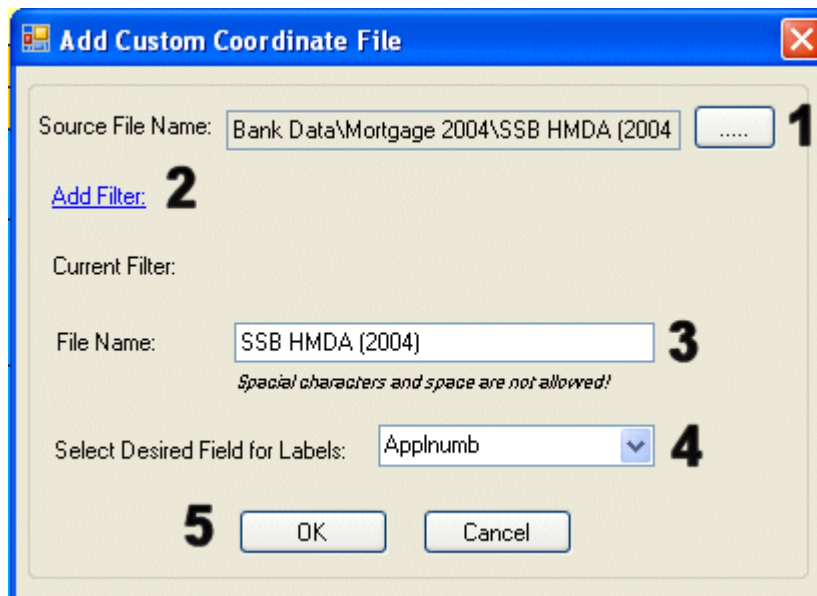 Add Custom Coordinate File
Source File Name: Bank Data\Mortgage 2004\SSB HMDA (2004 ..... 1
Add Filter: 2
Current Filter:
File Name: SSB HMDA (2004) 3
Spacial characters and space are not allowed!
Select Desired Field for Labels: Applnumb 4
5 OK Cancel